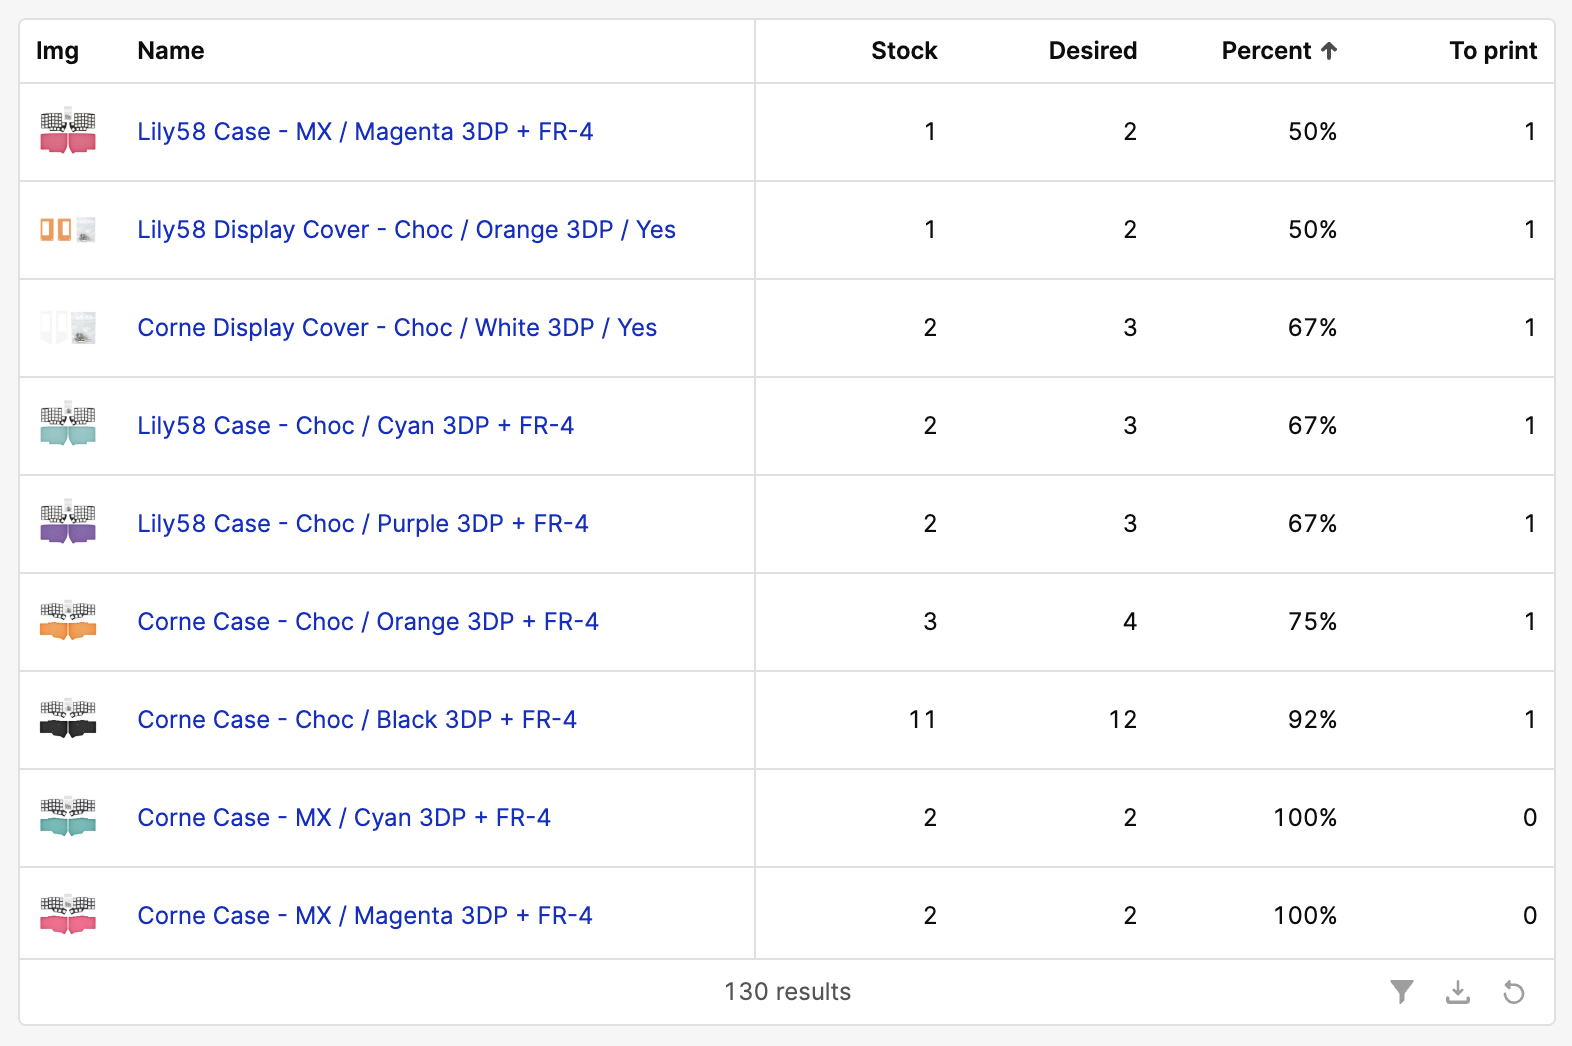 Img Name Stock Desired Percent ↑ To print
Lily58 Case - MX / Magenta 3DP + FR-4 1 2 50% 1
Lily58 Display Cover - Choc / Orange 3DP / Yes 1 2 50% 1
Corne Display Cover - Choc / White 3DP / Yes 2 3 67% 1
Lily58 Case - Choc / Cyan 3DP + FR-4 2 3 67% 1
Lily58 Case - Choc / Purple 3DP + FR-4 2 3 67% 1
Corne Case - Choc / Orange 3DP + FR-4 3 4 75% 1
Corne Case - Choc / Black 3DP + FR-4 11 12 92% 1
Corne Case - MX / Cyan 3DP + FR-4 2 2 100% 0
Corne Case - MX / Magenta 3DP + FR-4 2 2 100% 0
130 results